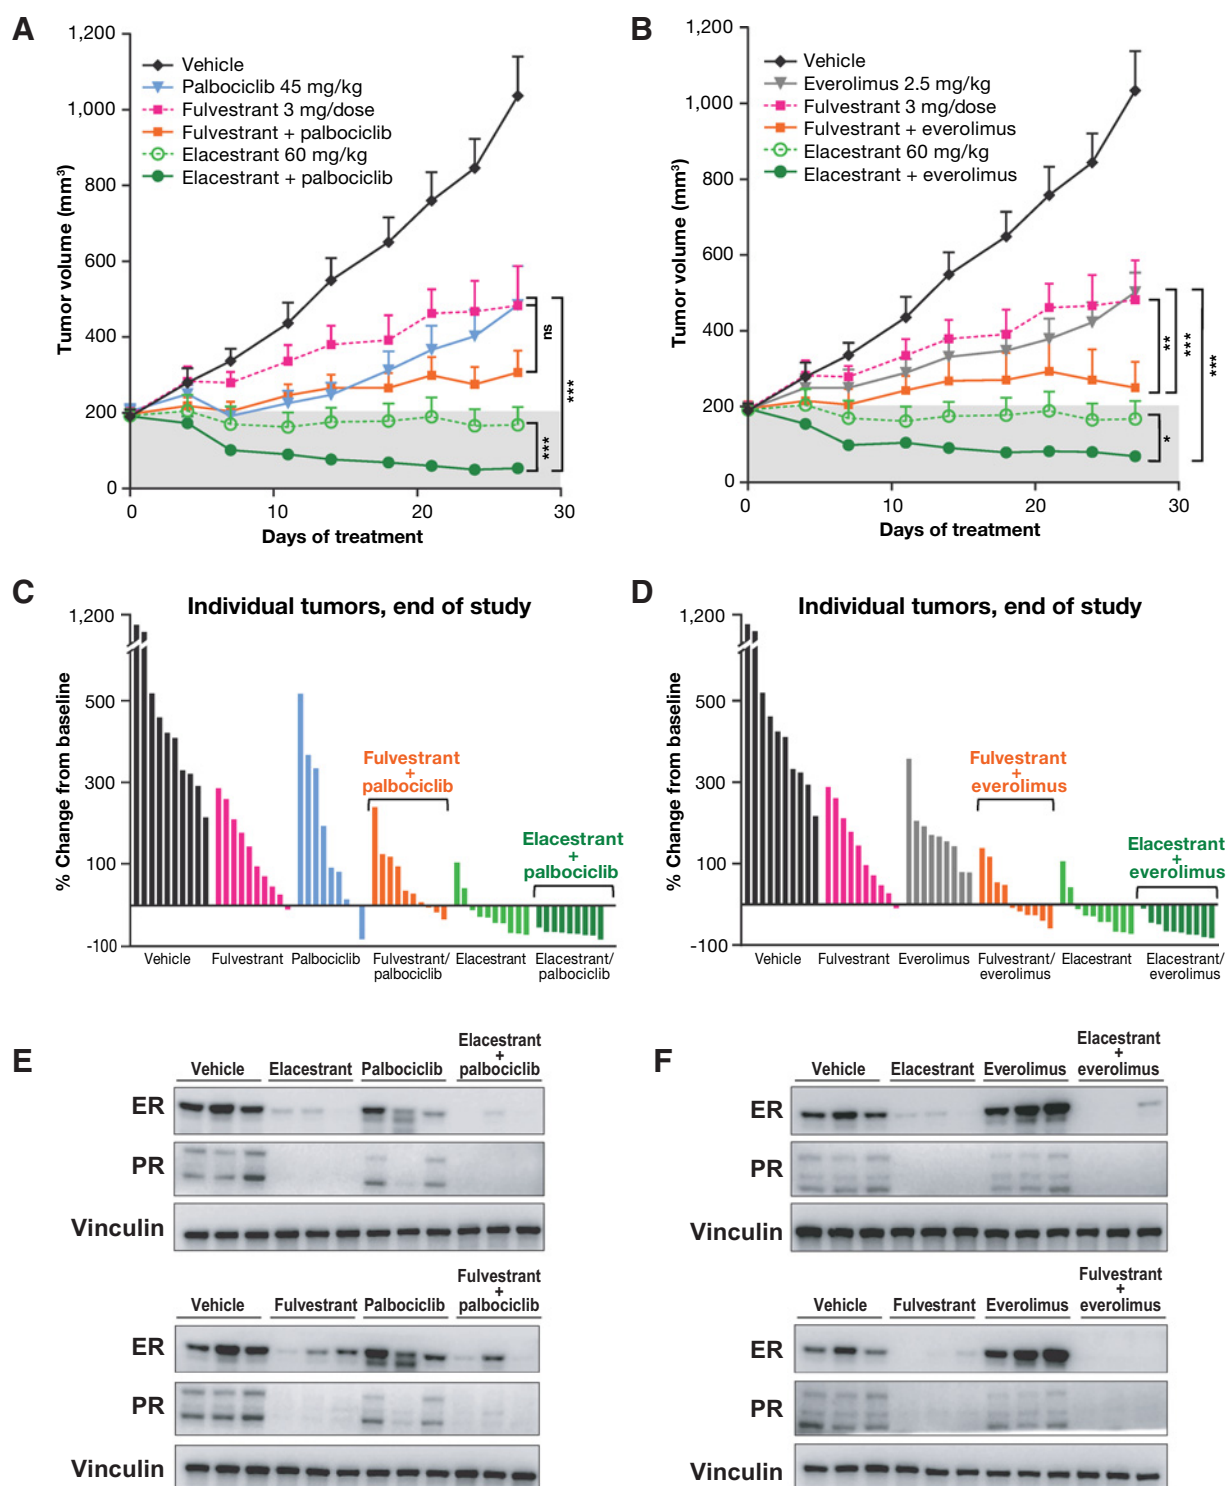 A
1,200
1,000
800
600
400
200
0
Tumor volume (mm³)
Vehicle
Palbociclib 45 mg/kg
Fulvestrant 3 mg/dose
Fulvestrant + palbociclib
Elacestrant 60 mg/kg
Elacestrant + palbociclib
ns
***
***
0 10 20 30
Days of treatment
B
1,200
1,000
800
600
400
200
0
Tumor volume (mm³)
Vehicle
Everolimus 2.5 mg/kg
Fulvestrant 3 mg/dose
Fulvestrant + everolimus
Elacestrant 60 mg/kg
Elacestrant + everolimus
**
***
***
*
0 10 20 30
Days of treatment
C
Individual tumors, end of study
1,200
500
300
100
-100
% Change from baseline
Fulvestrant
+
palbociclib
Elacestrant
+
palbociclib
Vehicle Fulvestrant Palbociclib Fulvestrant/ Elacestrant Elacestrant/
palbociclib palbociclib
D
Individual tumors, end of study
1,200
500
300
100
-100
% Change from baseline
Fulvestrant
+
everolimus
Elacestrant
+
everolimus
Vehicle Fulvestrant Everolimus Fulvestrant/ Elacestrant Elacestrant/
everolimus everolimus
E
Elacestrant
+
Vehicle Elacestrant Palbociclib palbociclib
ER
PR
Vinculin
Fulvestrant
+
Vehicle Fulvestrant Palbociclib palbociclib
ER
PR
Vinculin
F
Elacestrant
+
Vehicle Elacestrant Everolimus everolimus
ER
PR
Vinculin
Fulvestrant
+
Vehicle Fulvestrant Everolimus everolimus
ER
PR
Vinculin